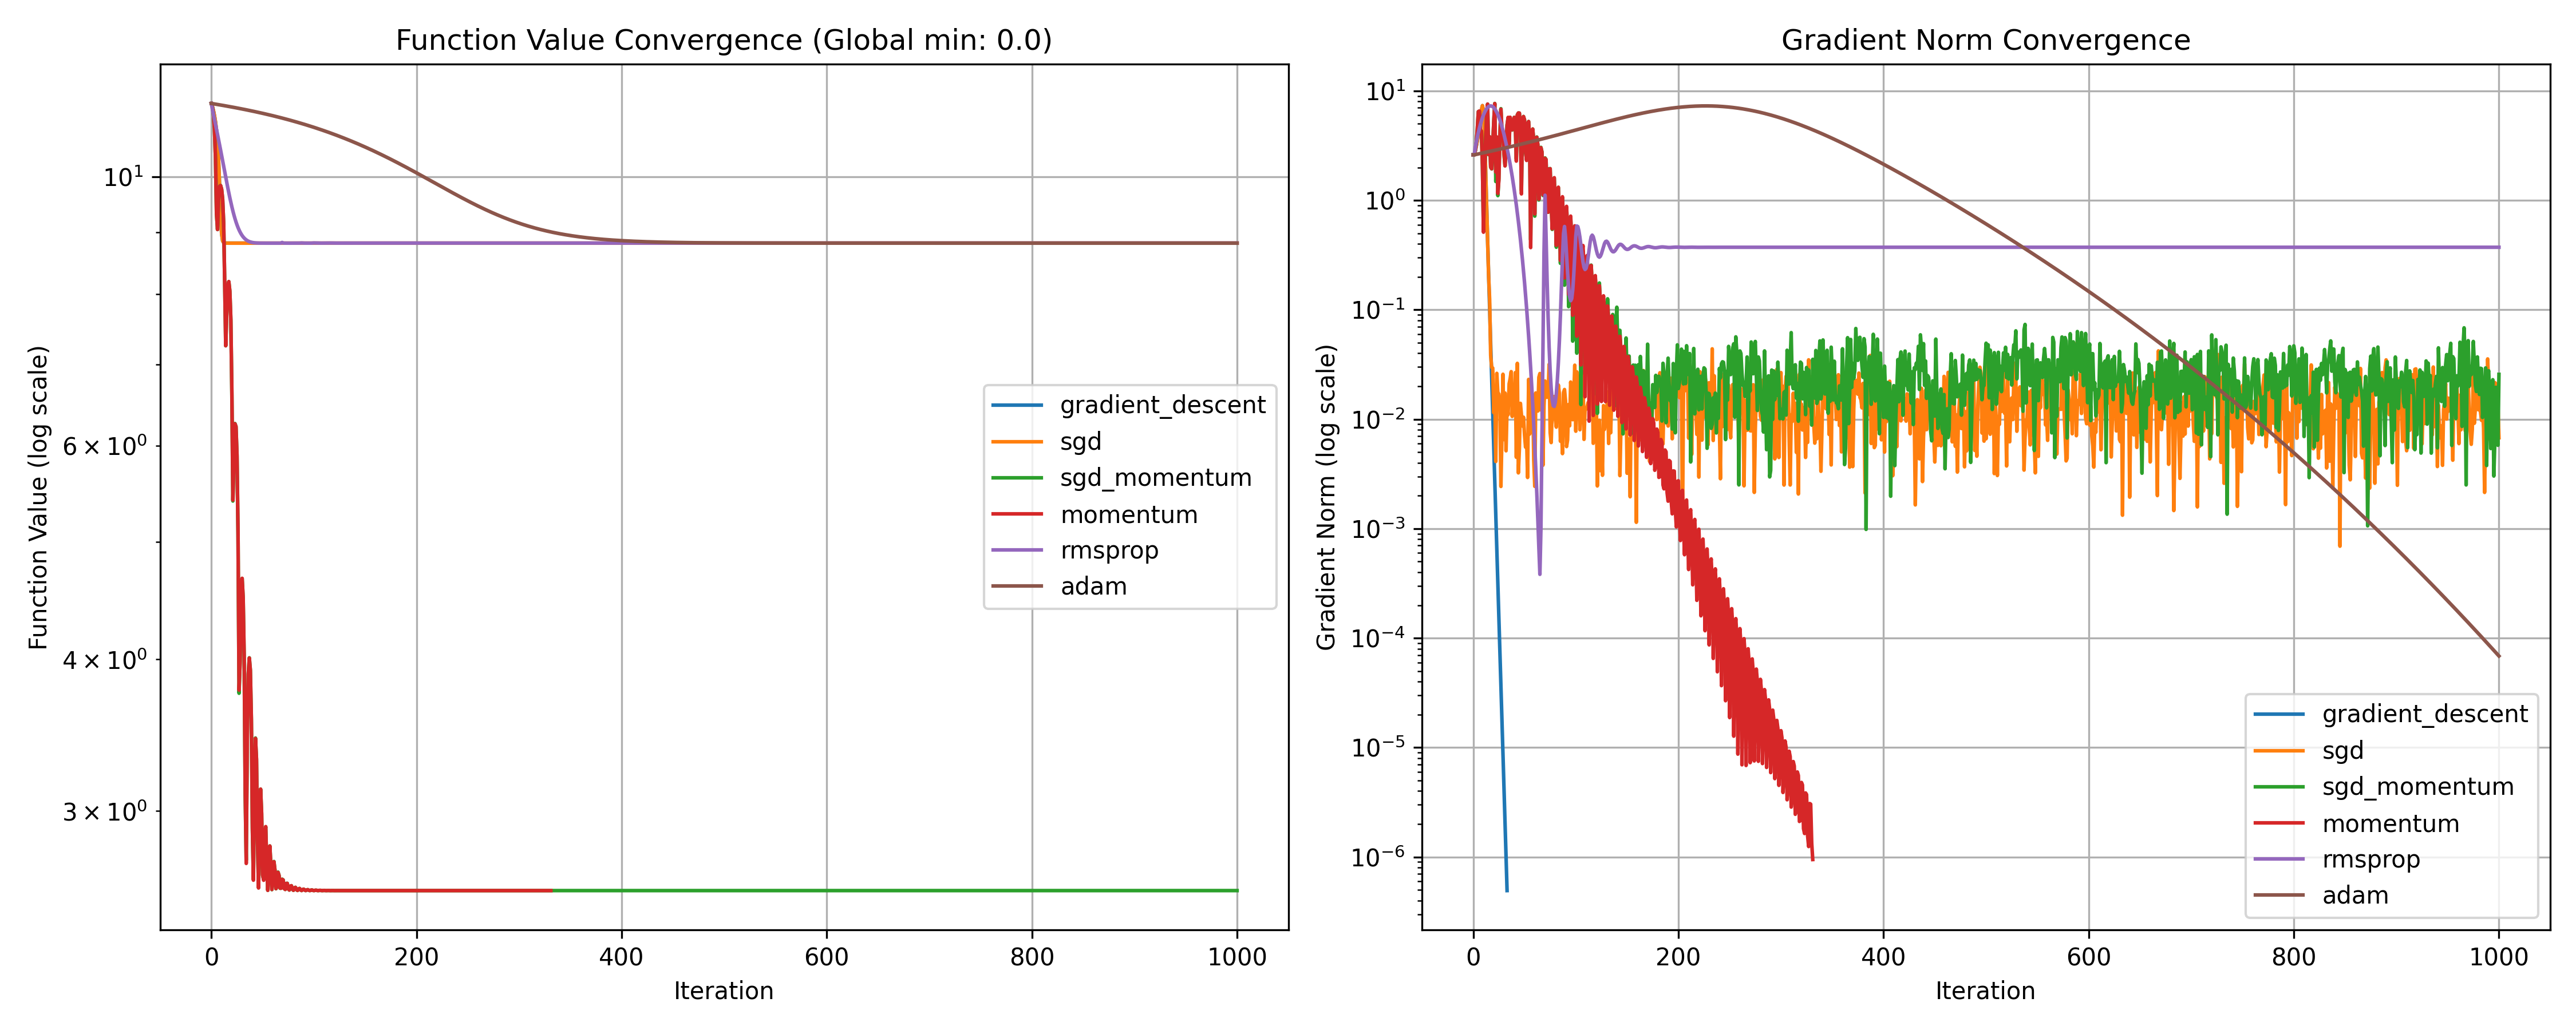 Function Value Convergence (Global min: 0.0)
Function Value (log scale)
10¹
6 × 10⁰
4 × 10⁰
3 × 10⁰
gradient_descent
sgd
sgd_momentum
momentum
rmsprop
adam
0 200 400 600 800 1000
Iteration
Gradient Norm Convergence
Gradient Norm (log scale)
10¹
10⁰
10⁻¹
10⁻²
10⁻³
10⁻⁴
10⁻⁵
10⁻⁶
gradient_descent
sgd
sgd_momentum
momentum
rmsprop
adam
0 200 400 600 800 1000
Iteration